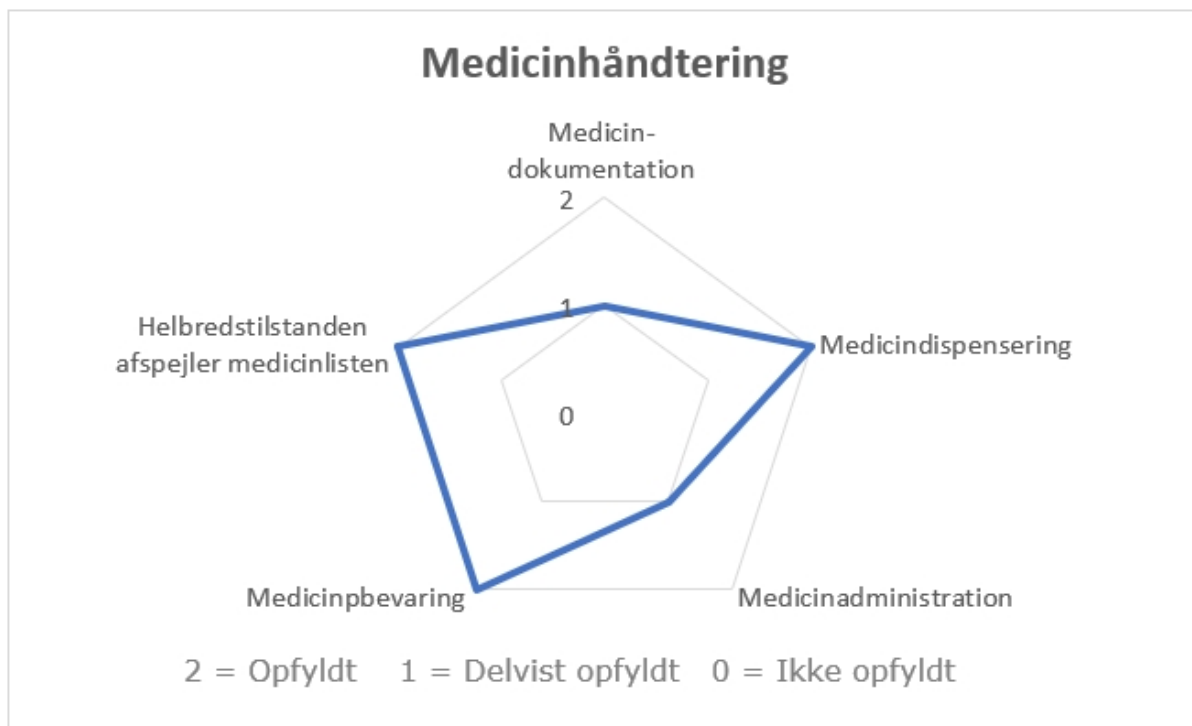 Medicinhåndtering
Medicin-
dokumentation
2
1
0
Helbredstilstanden
afspejler medicinlisten
Medicindispensering
Medicinpbevaring
Medicinadministration
2 = Opfyldt 1 = Delvist opfyldt 0 = Ikke opfyldt